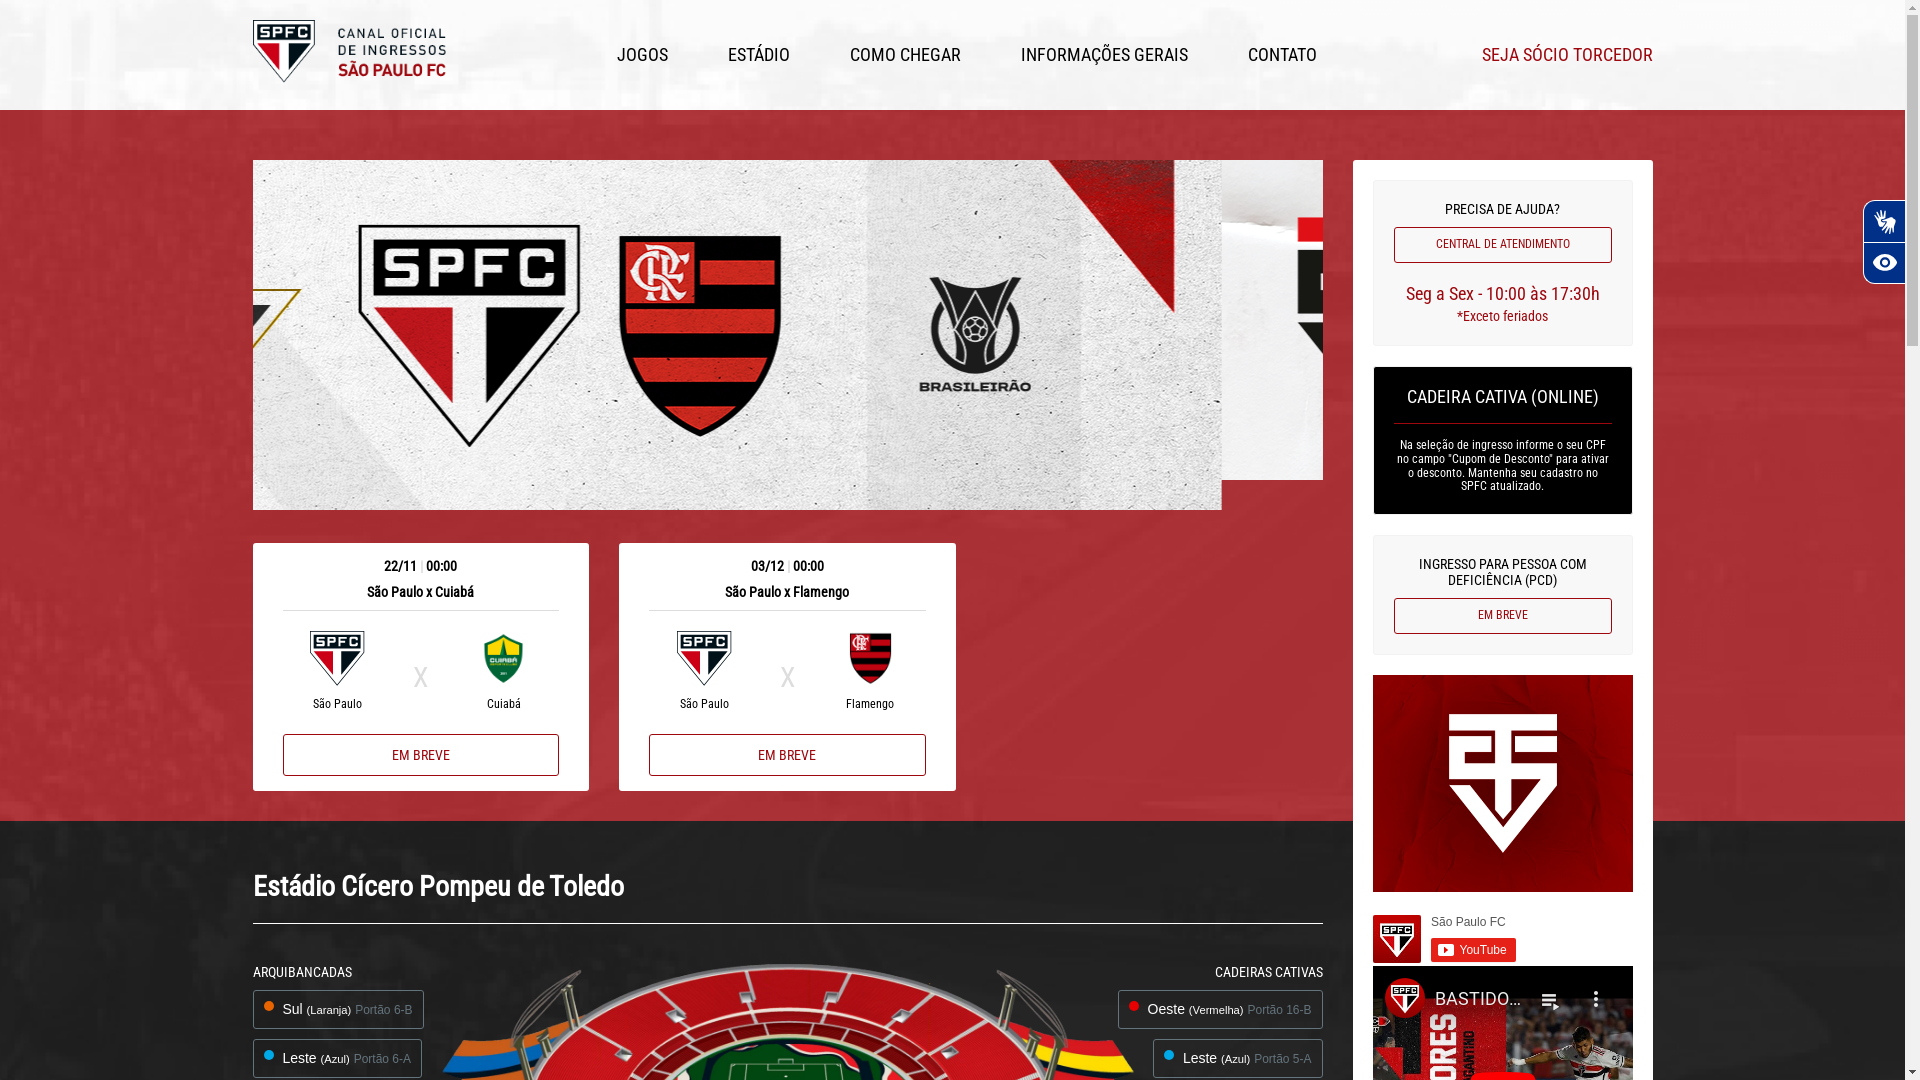 SPFC
CANAL OFICIAL
DE INGRESSOS
SÃO PAULO FC
JOGOS
ESTÁDIO
COMO CHEGAR
INFORMAÇÕES GERAIS
CONTATO
SEJA SÓCIO TORCEDOR
SPFC
BRASILEIRÃO
PRECISA DE AJUDA?
CENTRAL DE ATENDIMENTO
Seg a Sex - 10:00 às 17:30h
*Exceto feriados
CADEIRA CATIVA (ONLINE)
Na seleção de ingresso informe o seu CPF
no campo "Cupom de Desconto" para ativar
o desconto. Mantenha seu cadastro no
SPFC atualizado.
INGRESSO PARA PESSOA COM
DEFICIÊNCIA (PCD)
EM BREVE
22/11 | 00:00
São Paulo x Cuiabá
SPFC
X
CUIABÁ
São Paulo
Cuiabá
EM BREVE
03/12 | 00:00
São Paulo x Flamengo
SPFC
X
São Paulo
Flamengo
EM BREVE
São Paulo FC
SPFC
YouTube
SPFC
BASTIDO...
Estádio Cícero Pompeu de Toledo
ARQUIBANCADAS
Sul (Laranja) Portão 6-B
Leste (Azul) Portão 6-A
CADEIRAS CATIVAS
Oeste (Vermelha) Portão 16-B
Leste (Azul) Portão 5-A